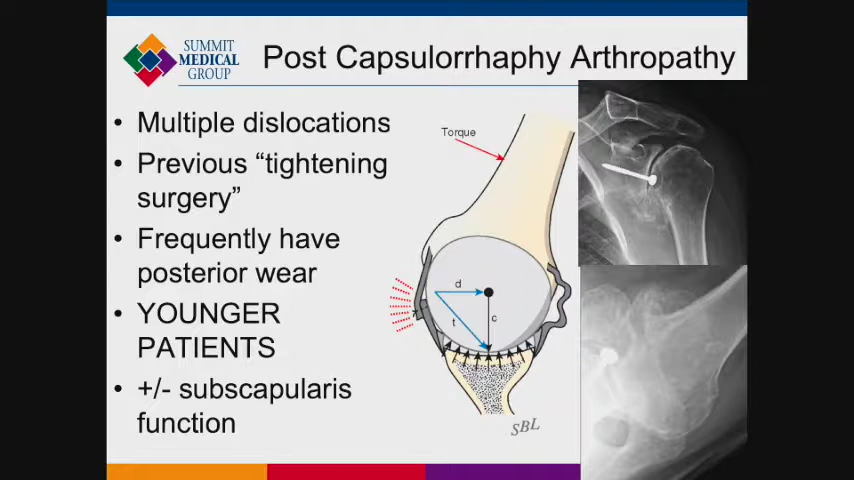 SUMMIT
MEDICAL
GROUP
Post Capsulorrhaphy Arthropathy
• Multiple dislocations
• Previous “tightening
surgery”
• Frequently have
posterior wear
• YOUNGER
PATIENTS
• +/- subscapularis
function
Torque
d
t
c
SBL